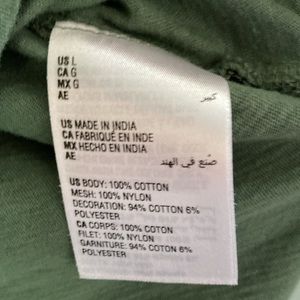 US L
CA G
MX G
AE كبير
US MADE IN INDIA
CA FABRIQUÉ EN INDE
MX HECHO EN INDIA
AE صنع في الهند
US BODY: 100% COTTON
MESH: 100% NYLON
DECORATION: 94% COTTON 6%
POLYESTER
CA CORPS: 100% COTON
FILET: 100% NYLON
GARNITURE: 94% COTON 6%
POLYESTER